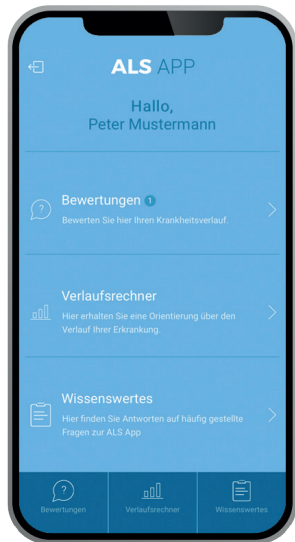 ALS APP
Hallo,
Peter Mustermann
Bewertungen 1
Bewerten Sie hier Ihren Krankheitsverlauf.
Verlaufsrechner
Hier erhalten Sie eine Orientierung über den
Verlauf Ihrer Erkrankung.
Wissenswertes
Hier finden Sie Antworten auf häufig gestellte
Fragen zur ALS App
Bewertungen Verlaufsrechner Wissenswertes